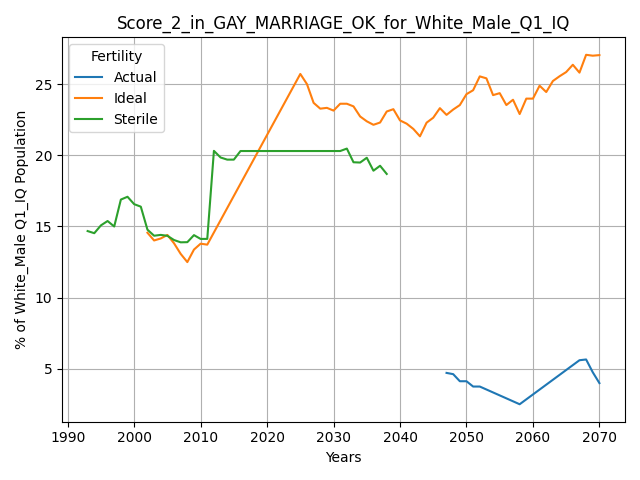 Score_2_in_GAY_MARRIAGE_OK_for_White_Male_Q1_IQ
Fertility
Actual
Ideal
Sterile
% of White_Male Q1_IQ Population
25
20
15
10
5
1990 2000 2010 2020 2030 2040 2050 2060 2070
Years